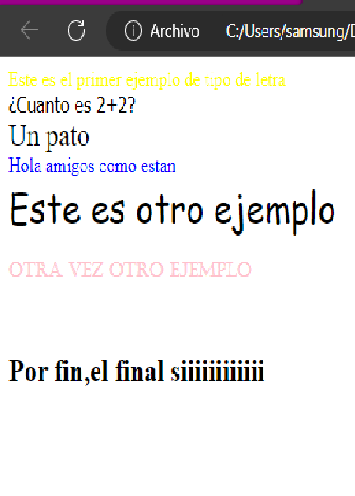 Archivo C:/Users/samsung/
Este es el primer ejemplo de tipo de letra
¿Cuanto es 2+2?
Un pato
Hola amigos como estan
Este es otro ejemplo
OTRA VEZ OTRO EJEMPLO
Por fin,el final siiiiiiiiiiii